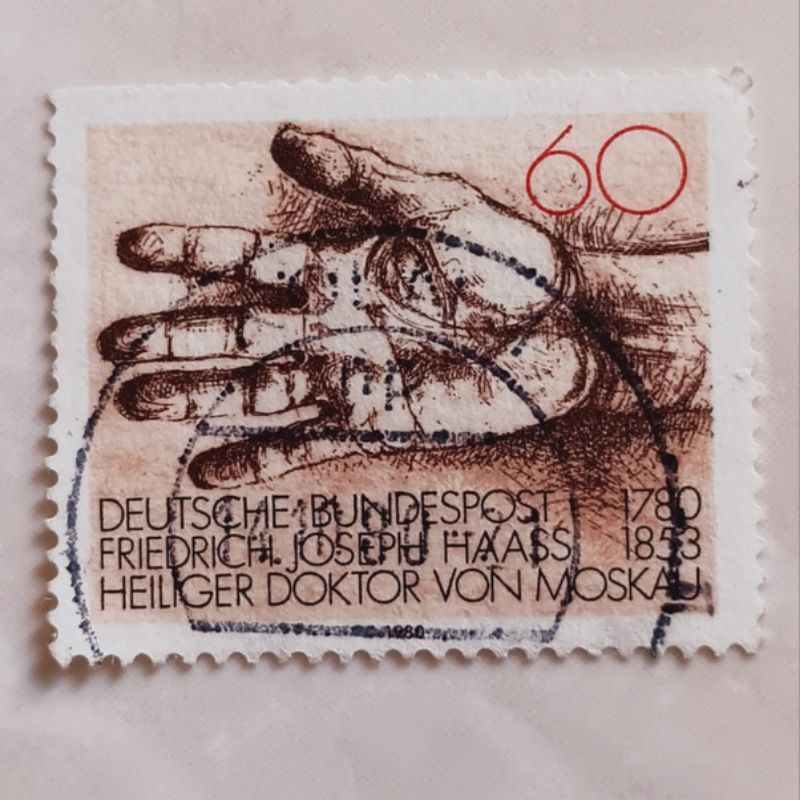 60
DEUTSCHE BUNDESPOST 1780
FRIEDRICH JOSEPH HAASS 1853
HEILIGER DOKTOR VON MOSKAU
1980